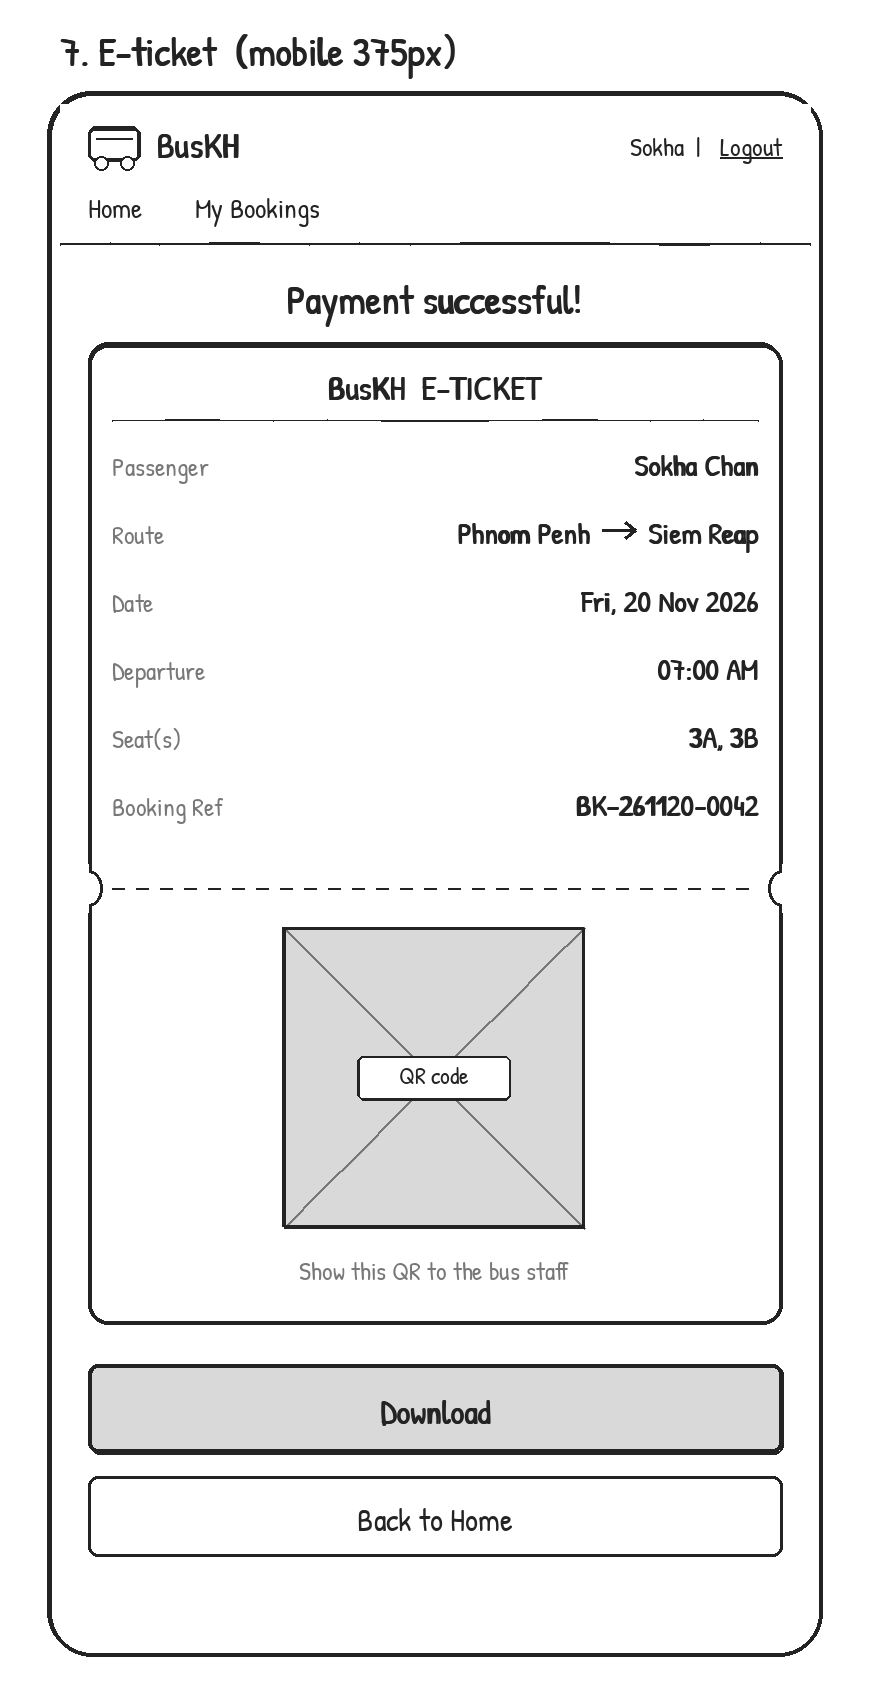 7. E-ticket (mobile 375px)
BusKH
Sokha | Logout
Home My Bookings
Payment successful!
BusKH E-TICKET
Passenger Sokha Chan
Route Phnom Penh → Siem Reap
Date Fri, 20 Nov 2026
Departure 07:00 AM
Seat(s) 3A, 3B
Booking Ref BK-261120-0042
QR code
Show this QR to the bus staff
Download
Back to Home